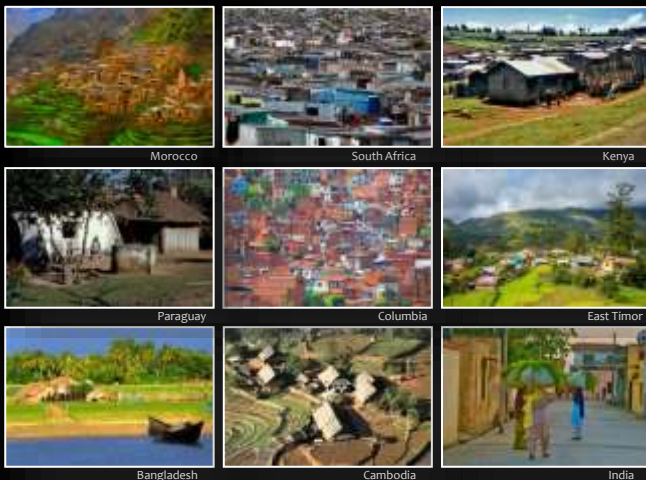 Morocco
South Africa
Kenya
Paraguay
Columbia
East Timor
Bangladesh
Cambodia
India